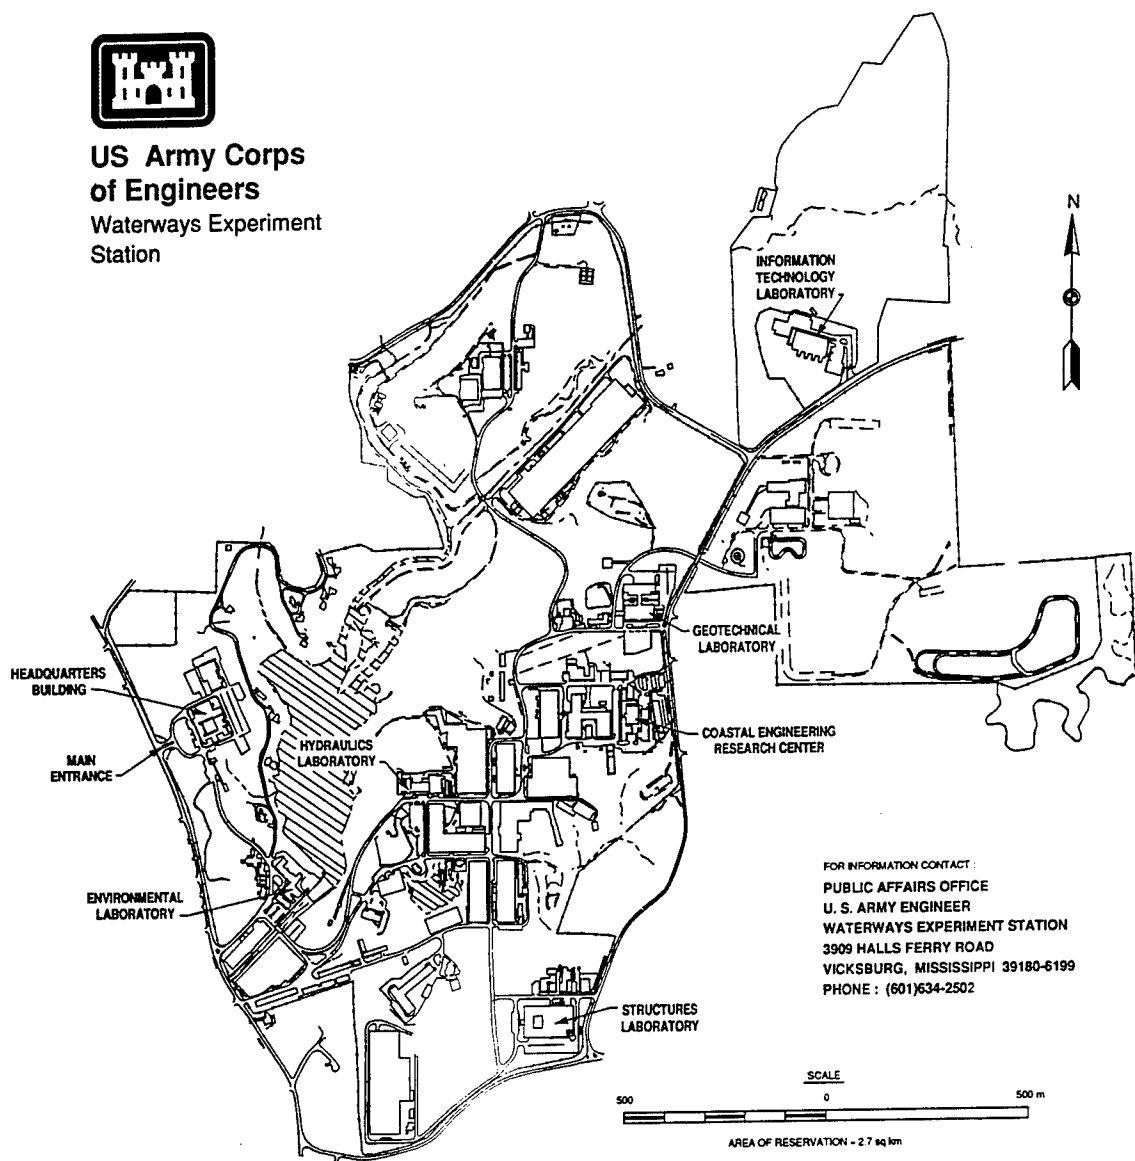 US Army Corps
of Engineers
Waterways Experiment
Station
N
INFORMATION
TECHNOLOGY
LABORATORY
GEOTECHNICAL
LABORATORY
HEADQUARTERS
BUILDING
MAIN
ENTRANCE
HYDRAULICS
LABORATORY
COASTAL ENGINEERING
RESEARCH CENTER
ENVIRONMENTAL
LABORATORY
STRUCTURES
LABORATORY
FOR INFORMATION CONTACT :
PUBLIC AFFAIRS OFFICE
U. S. ARMY ENGINEER
WATERWAYS EXPERIMENT STATION
3909 HALLS FERRY ROAD
VICKSBURG, MISSISSIPPI 39180-6199
PHONE : (601)634-2502
SCALE
500 0 500 m
AREA OF RESERVATION - 2.7 sq km